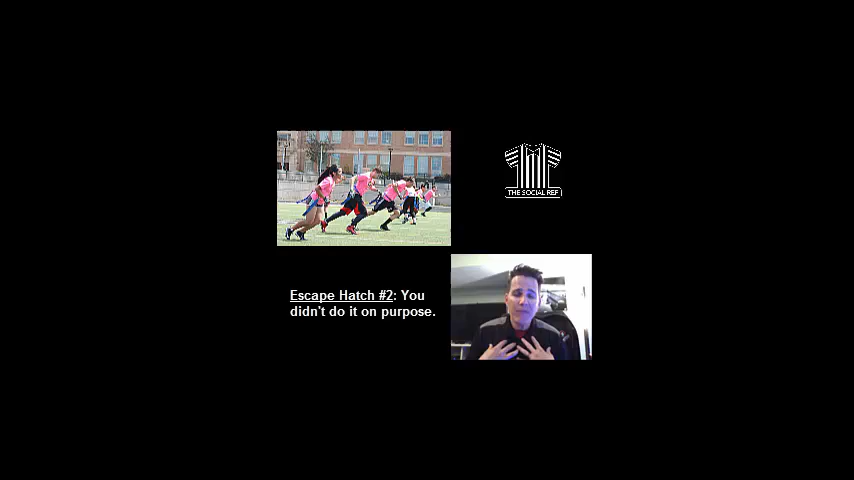 THE SOCIAL REF
Escape Hatch #2: You
didn't do it on purpose.